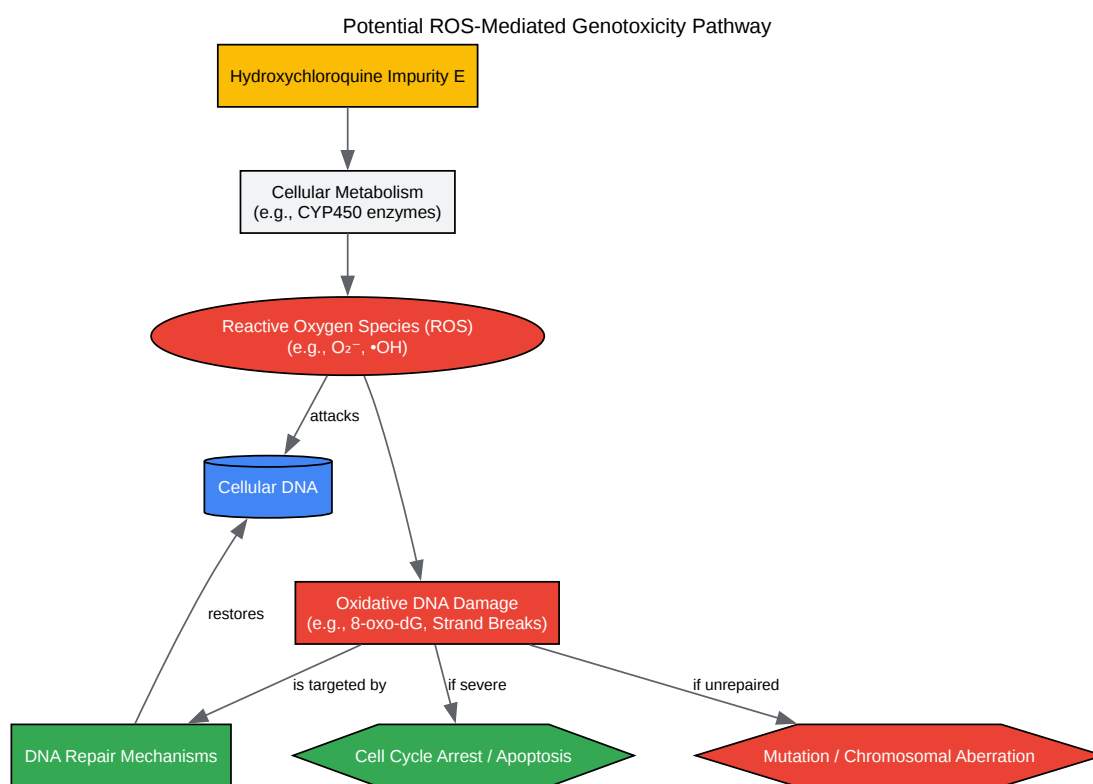 Potential ROS-Mediated Genotoxicity Pathway
Hydroxychloroquine Impurity E
Cellular Metabolism
(e.g., CYP450 enzymes)
Reactive Oxygen Species (ROS)
(e.g., O₂⁻, •OH)
attacks
Cellular DNA
Oxidative DNA Damage
(e.g., 8-oxo-dG, Strand Breaks)
restores
is targeted by
if severe
if unrepaired
DNA Repair Mechanisms
Cell Cycle Arrest / Apoptosis
Mutation / Chromosomal Aberration